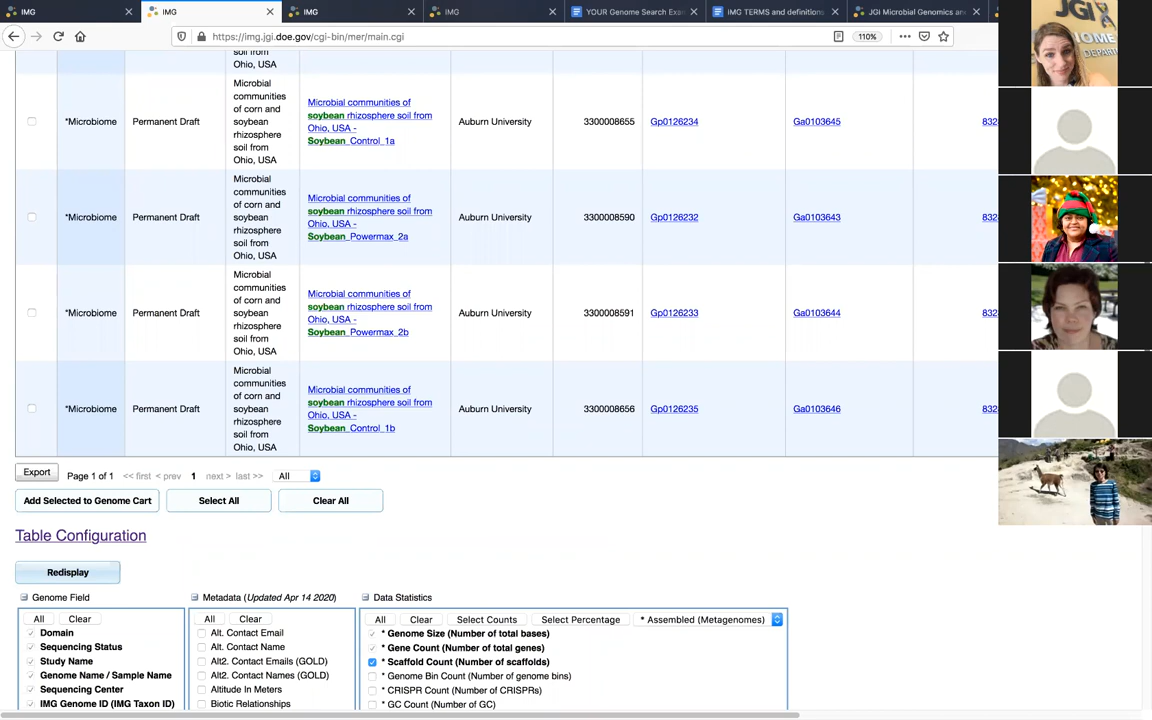 IMG
IMG
IMG
IMG
YOUR Genome Search Exa
IMG TERMS and definition
JGI Microbial Genomics an
https://img.jgi.doe.gov/cgi-bin/mer/main.cgi
110%
soil from
Ohio, USA
*Microbiome
Permanent Draft
Microbial
communities
of corn and
soybean
rhizosphere
soil from
Ohio, USA
Microbial communities of
soybean rhizosphere soil from
Ohio, USA -
Soybean_Control_1a
Auburn University
3300008655
Gp0126234
Ga0103645
832
*Microbiome
Permanent Draft
Microbial
communities
of corn and
soybean
rhizosphere
soil from
Ohio, USA
Microbial communities of
soybean rhizosphere soil from
Ohio, USA -
Soybean_Powermax_2a
Auburn University
3300008590
Gp0126232
Ga0103643
832
*Microbiome
Permanent Draft
Microbial
communities
of corn and
soybean
rhizosphere
soil from
Ohio, USA
Microbial communities of
soybean rhizosphere soil from
Ohio, USA -
Soybean_Powermax_2b
Auburn University
3300008591
Gp0126233
Ga0103644
832
*Microbiome
Permanent Draft
Microbial
communities
of corn and
soybean
rhizosphere
soil from
Ohio, USA
Microbial communities of
soybean rhizosphere soil from
Ohio, USA -
Soybean_Control_1b
Auburn University
3300008656
Gp0126235
Ga0103646
832
Export
Page 1 of 1 << first < prev 1 next > last >> All
Add Selected to Genome Cart
Select All
Clear All
Table Configuration
Redisplay
Genome Field
All Clear
Domain
Sequencing Status
Study Name
Genome Name / Sample Name
Sequencing Center
IMG Genome ID (IMG Taxon ID)
Metadata (Updated Apr 14 2020)
All Clear
Alt. Contact Email
Alt. Contact Name
Alt2. Contact Emails (GOLD)
Alt2. Contact Names (GOLD)
Altitude In Meters
Biotic Relationships
Data Statistics
All Clear Select Counts Select Percentage * Assembled (Metagenomes)
* Genome Size (Number of total bases)
* Gene Count (Number of total genes)
* Scaffold Count (Number of scaffolds)
Genome Bin Count (Number of genome bins)
* CRISPR Count (Number of CRISPRs)
* GC Count (Number of GC)
JGI